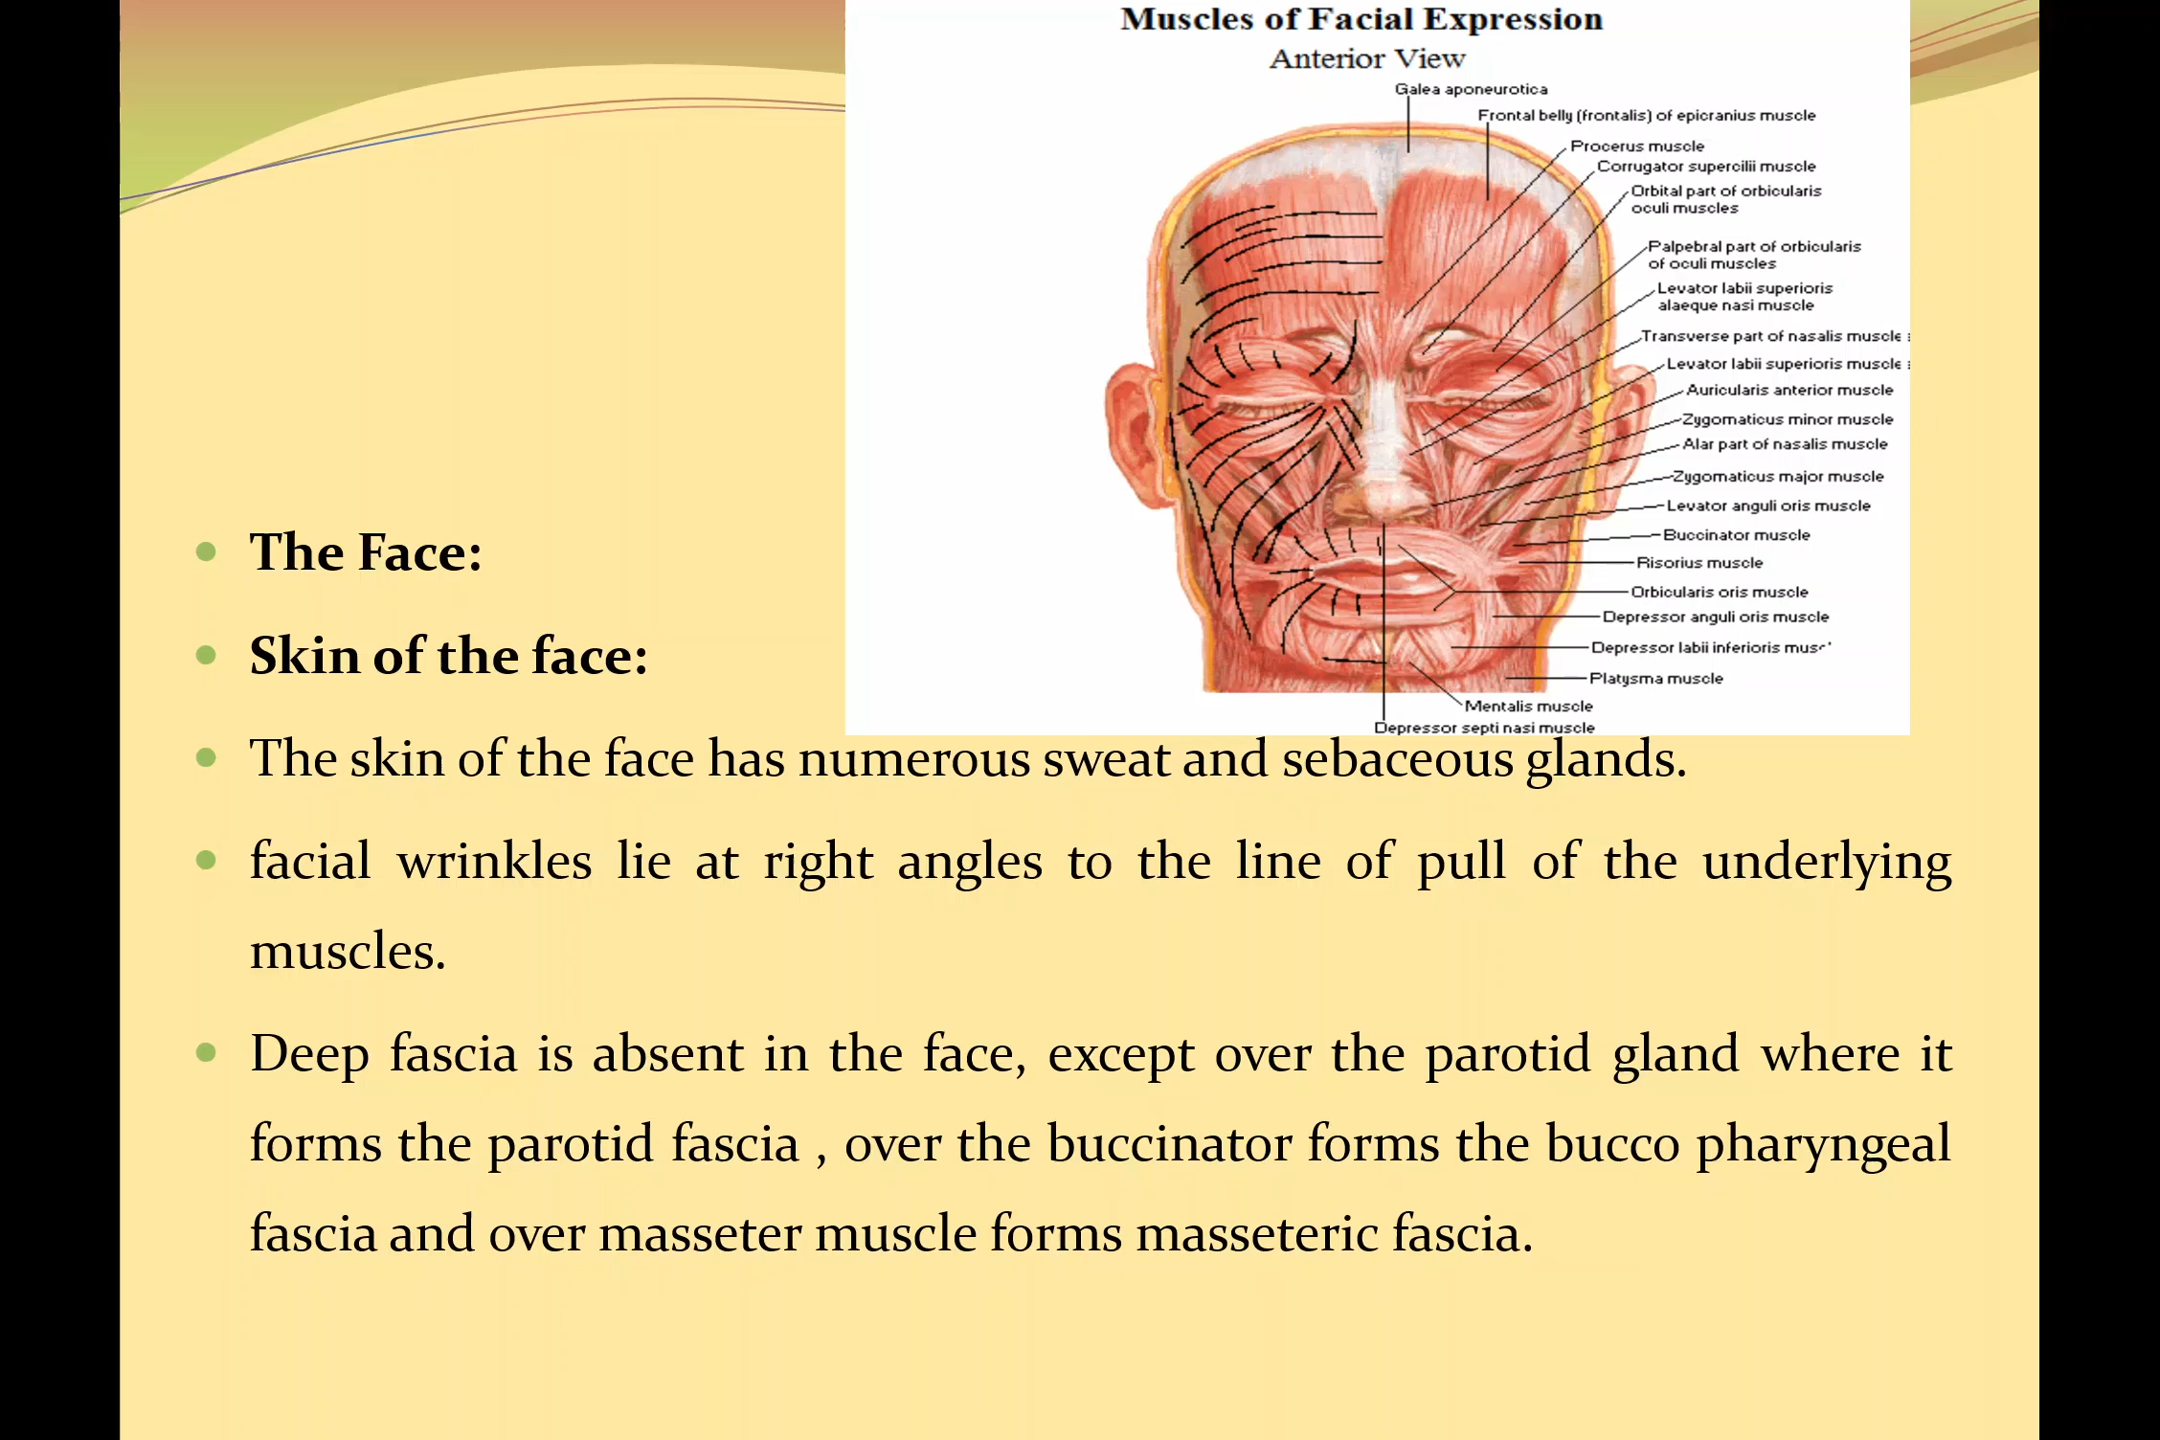 Muscles of Facial Expression
Anterior View
Galea aponeurotica
Frontal belly (frontalis) of epicranius muscle
Procerus muscle
Corrugator supercilii muscle
Orbital part of orbicularis
oculi muscles
Palpebral part of orbicularis
of oculi muscles
Levator labii superioris
alaeque nasi muscle
Transverse part of nasalis muscle
Levator labii superioris muscle
Auricularis anterior muscle
Zygomaticus minor muscle
Alar part of nasalis muscle
Zygomaticus major muscle
Levator anguli oris muscle
Buccinator muscle
Risorius muscle
Orbicularis oris muscle
Depressor anguli oris muscle
Depressor labii inferioris
Platysma muscle
Mentalis muscle
Depressor septi nasi muscle
The Face:
Skin of the face:
The skin of the face has numerous sweat and sebaceous glands.
facial wrinkles lie at right angles to the line of pull of the underlying
muscles.
Deep fascia is absent in the face, except over the parotid gland where it
forms the parotid fascia , over the buccinator forms the bucco pharyngeal
fascia and over masseter muscle forms masseteric fascia.